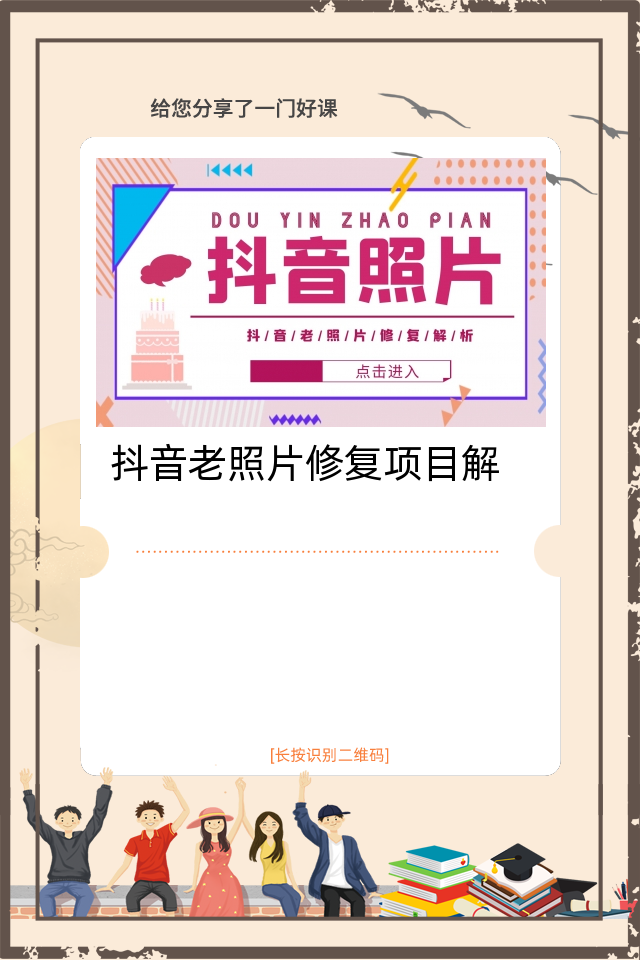 给您分享了一门好课
DOU YIN ZHAO PIAN
抖音照片
抖/音/老/照/片/修/复/解/析
点击进入
抖音老照片修复项目解
[长按识别二维码]